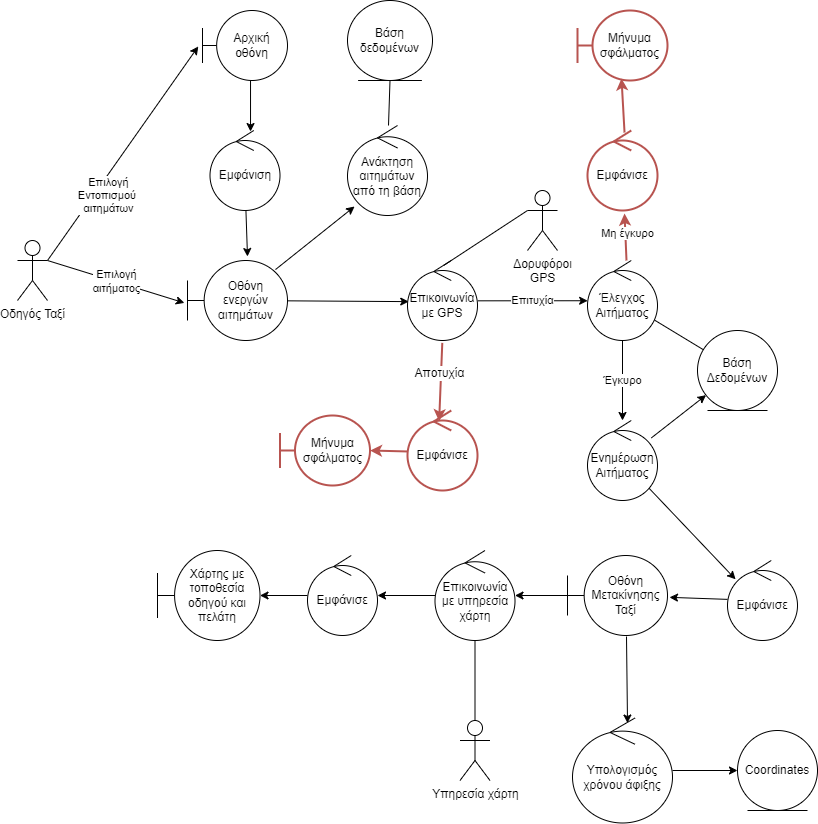 Αρχική
οθόνη
Βάση
δεδομένων
Μήνυμα
σφάλματος
Εμφάνιση
Ανάκτηση
αιτημάτων
από τη βάση
Εμφάνισε
Επιλογή
Εντοπισμού
αιτημάτων
Μη έγκυρο
Δορυφόροι
GPS
Επιλογή
αιτήματος
Οδηγός Ταξί
Οθόνη
ενεργών
αιτημάτων
Επικοινωνία
με GPS
Επιτυχία
Έλεγχος
Αιτήματος
Αποτυχία
Έγκυρο
Βάση
Δεδομένων
Μήνυμα
σφάλματος
Εμφάνισε
Ενημέρωση
Αιτήματος
Χάρτης με
τοποθεσία
οδηγού και
πελάτη
Εμφάνισε
Επικοινωνία
με υπηρεσία
χάρτη
Οθόνη
Μετακίνησης
Ταξί
Εμφάνισε
Υπηρεσία χάρτη
Υπολογισμός
χρόνου άφιξης
Coordinates